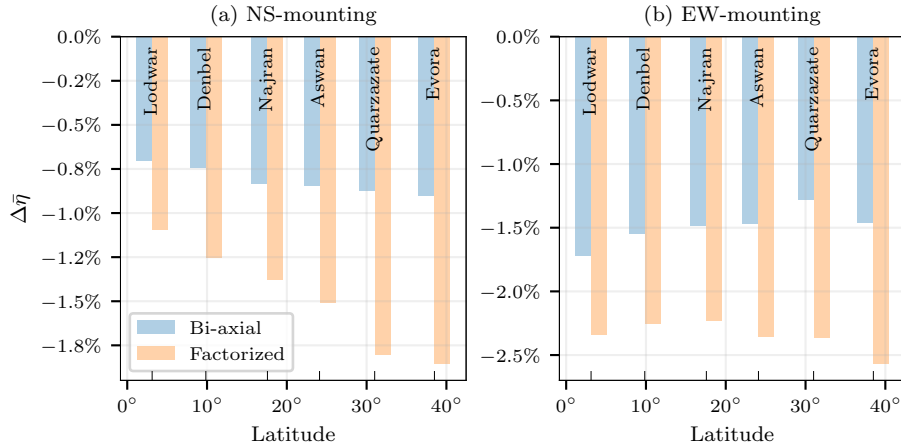 (a) NS-mounting
(b) EW-mounting
0.0%
−0.2%
−0.5%
−0.8%
−1.0%
−1.2%
−1.5%
−1.8%
Δη̄
Lodwar
Denbel
Najran
Aswan
Quarzazate
Evora
Bi-axial
Factorized
0° 10° 20° 30° 40°
Latitude
0.0%
−0.5%
−1.0%
−1.5%
−2.0%
−2.5%
Lodwar
Denbel
Najran
Aswan
Quarzazate
Evora
0° 10° 20° 30° 40°
Latitude